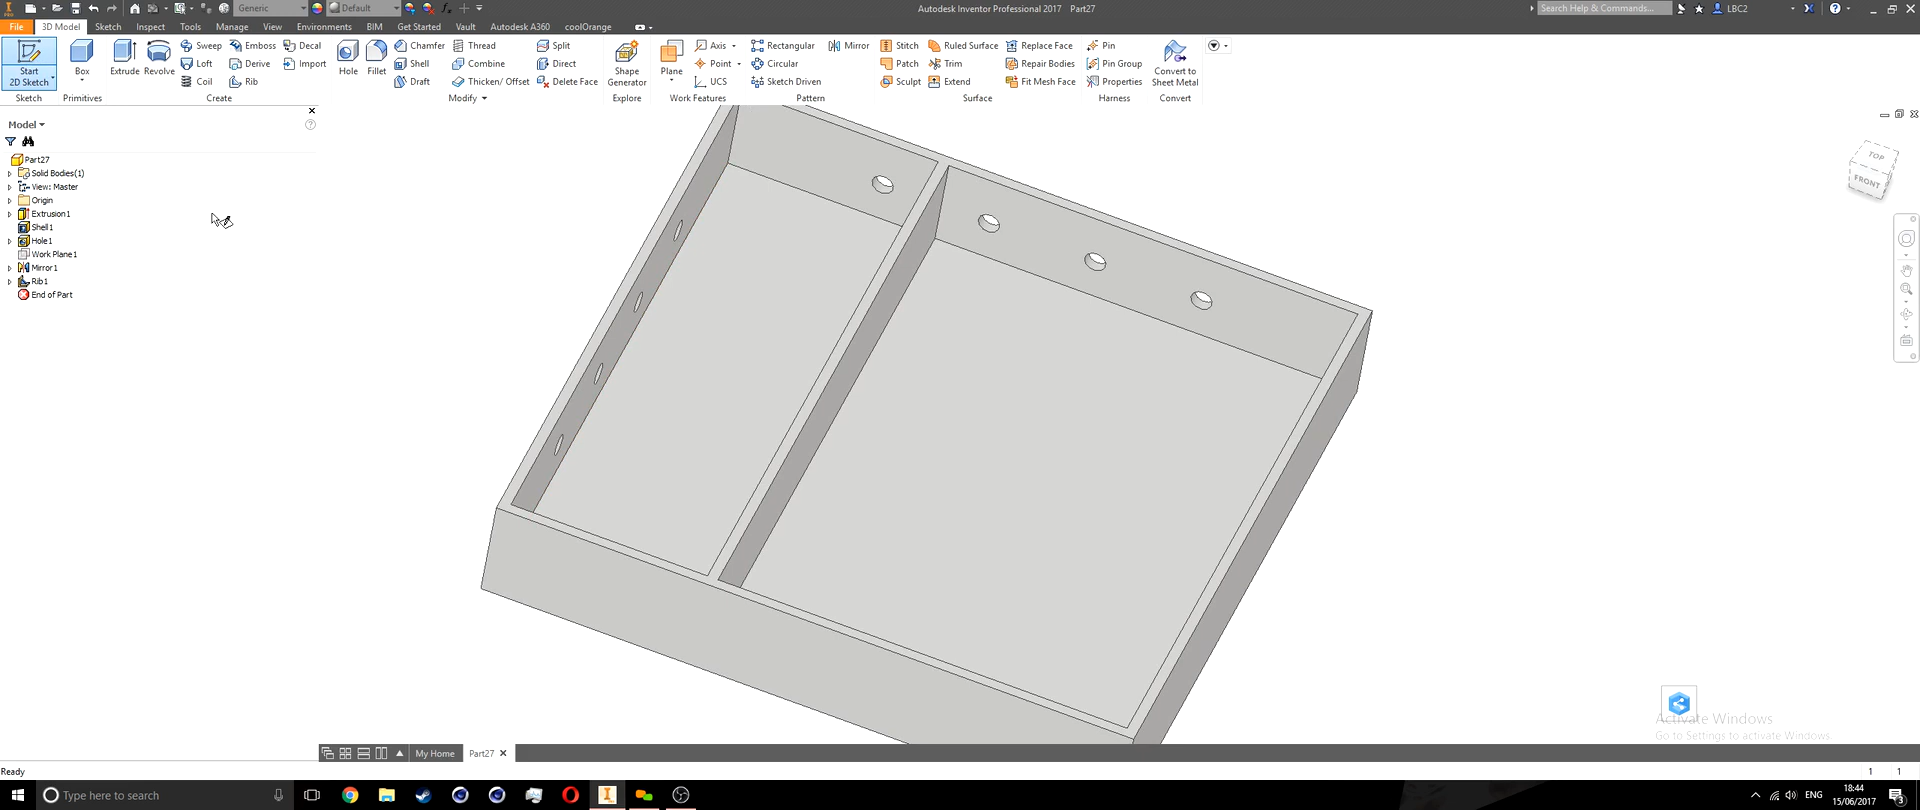 Generic Default Autodesk Inventor Professional 2017 Part27 Search Help & Commands... LBC2
File 3D Model Sketch Inspect Tools Manage View Environments BIM Get Started Vault Autodesk A360 coolOrange
Start
2D Sketch
Box
Extrude
Revolve
Sweep Emboss Decal
Loft Derive Import
Coil Rib
Hole
Fillet
Chamfer Thread Split
Shell Combine Direct
Draft Thicken/ Offset Delete Face
Shape
Generator
Plane
Axis
Point
UCS
Rectangular Mirror
Circular
Sketch Driven
Stitch Ruled Surface Replace Face
Patch Trim Repair Bodies
Sculpt Extend Fit Mesh Face
Pin
Pin Group
Properties
Convert to
Sheet Metal
Sketch Primitives Create Modify Explore Work Features Pattern Surface Harness Convert
Model
Part27
Solid Bodies(1)
View: Master
Origin
Extrusion1
Shell1
Hole1
Work Plane1
Mirror1
Rib1
End of Part
TOP
FRONT
Activate Windows
Go to Settings to activate Windows.
My Home Part27
Ready 1 1
Type here to search
ENG
18:44
15/06/2017
3